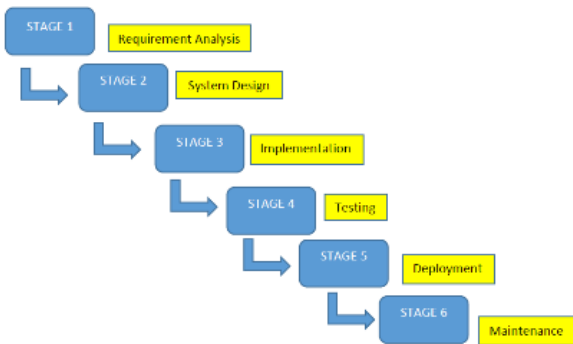 STAGE 1
Requirement Analysis
STAGE 2
System Design
STAGE 3
Implementation
STAGE 4
Testing
STAGE 5
Deployment
STAGE 6
Maintenance